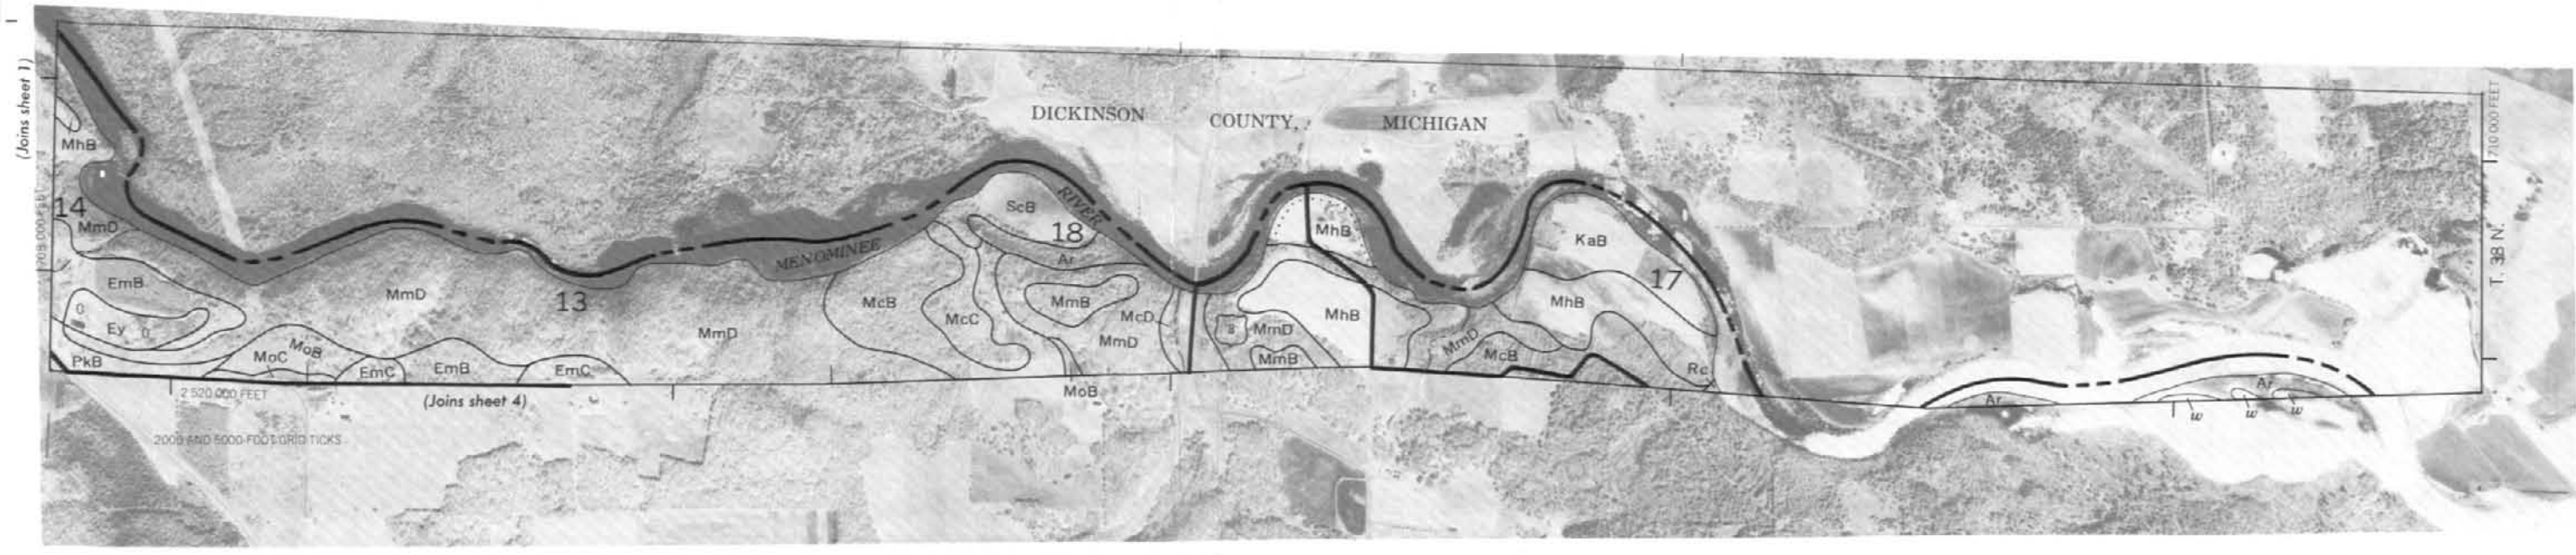 (Joins sheet 1)
DICKINSON COUNTY, MICHIGAN
710 000 FEET
T. 38 N.
MhB
14
MmD
EmB
Ey
PkB
MoC
MoB
EmC
EmB
EmC
MmD
13
MmD
MENOMINEE
RIVER
ScB
18
Ar
McB
McC
MmB
McD
MmD
MoB
MhB
MmD
MmB
MhB
MmD
McB
KaB
17
MhB
Rc
Ar
Ar
w
w
w
2 520 000 FEET
(Joins sheet 4)
2000 AND 5000-FOOT GRID TICKS